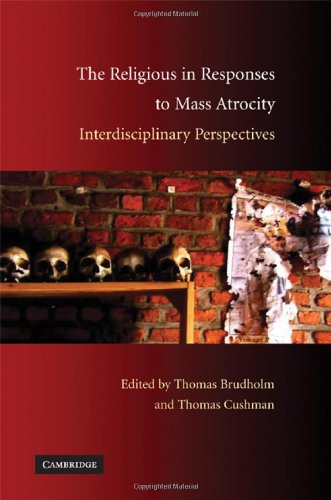 The Religious in Responses
to Mass Atrocity
Interdisciplinary Perspectives
Edited by Thomas Brudholm
and Thomas Cushman
CAMBRIDGE